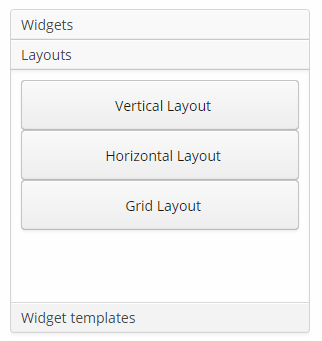 Widgets
Layouts
Vertical Layout
Horizontal Layout
Grid Layout
Widget templates